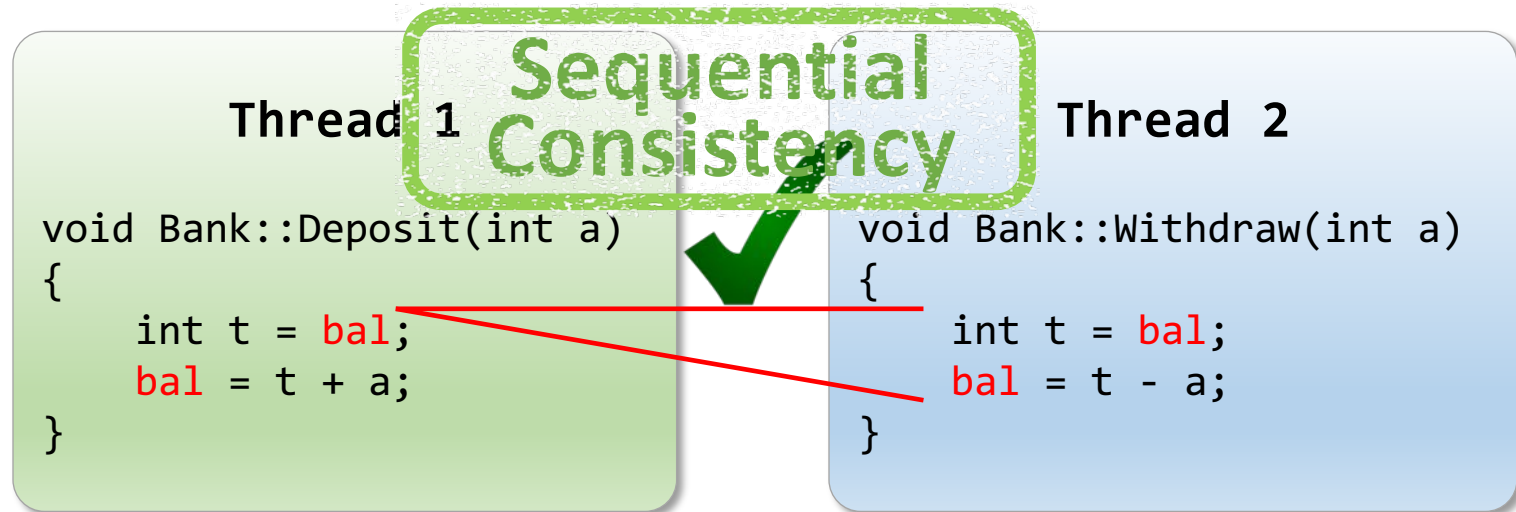 Sequential
Consistency
Thread 1
void Bank::Deposit(int a)
{
    int t = bal;
    bal = t + a;
}
Thread 2
void Bank::Withdraw(int a)
{
    int t = bal;
    bal = t - a;
}